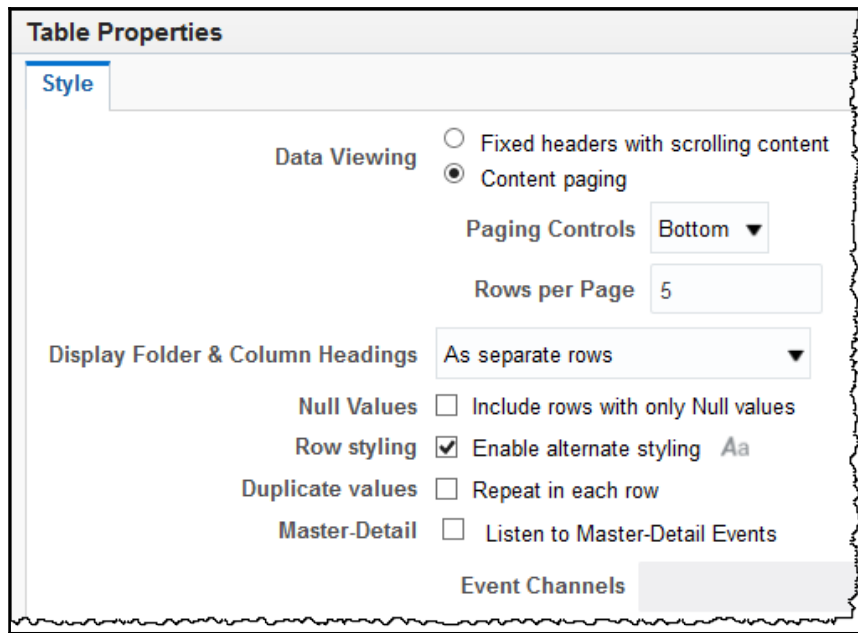 Table Properties
Style
Data Viewing
Fixed headers with scrolling content
Content paging
Paging Controls Bottom
Rows per Page 5
Display Folder & Column Headings As separate rows
Null Values Include rows with only Null values
Row styling Enable alternate styling Aa
Duplicate values Repeat in each row
Master-Detail Listen to Master-Detail Events
Event Channels